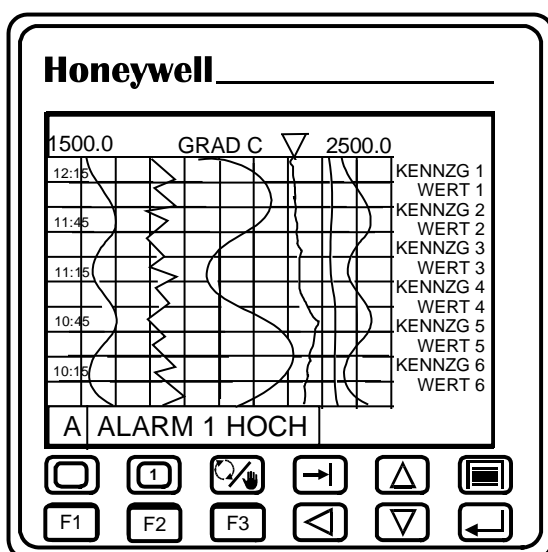 Honeywell
1500.0 GRAD C 2500.0
12:15
11:45
11:15
10:45
10:15
KENNZG 1
WERT 1
KENNZG 2
WERT 2
KENNZG 3
WERT 3
KENNZG 4
WERT 4
KENNZG 5
WERT 5
KENNZG 6
WERT 6
A ALARM 1 HOCH
1
F1 F2 F3